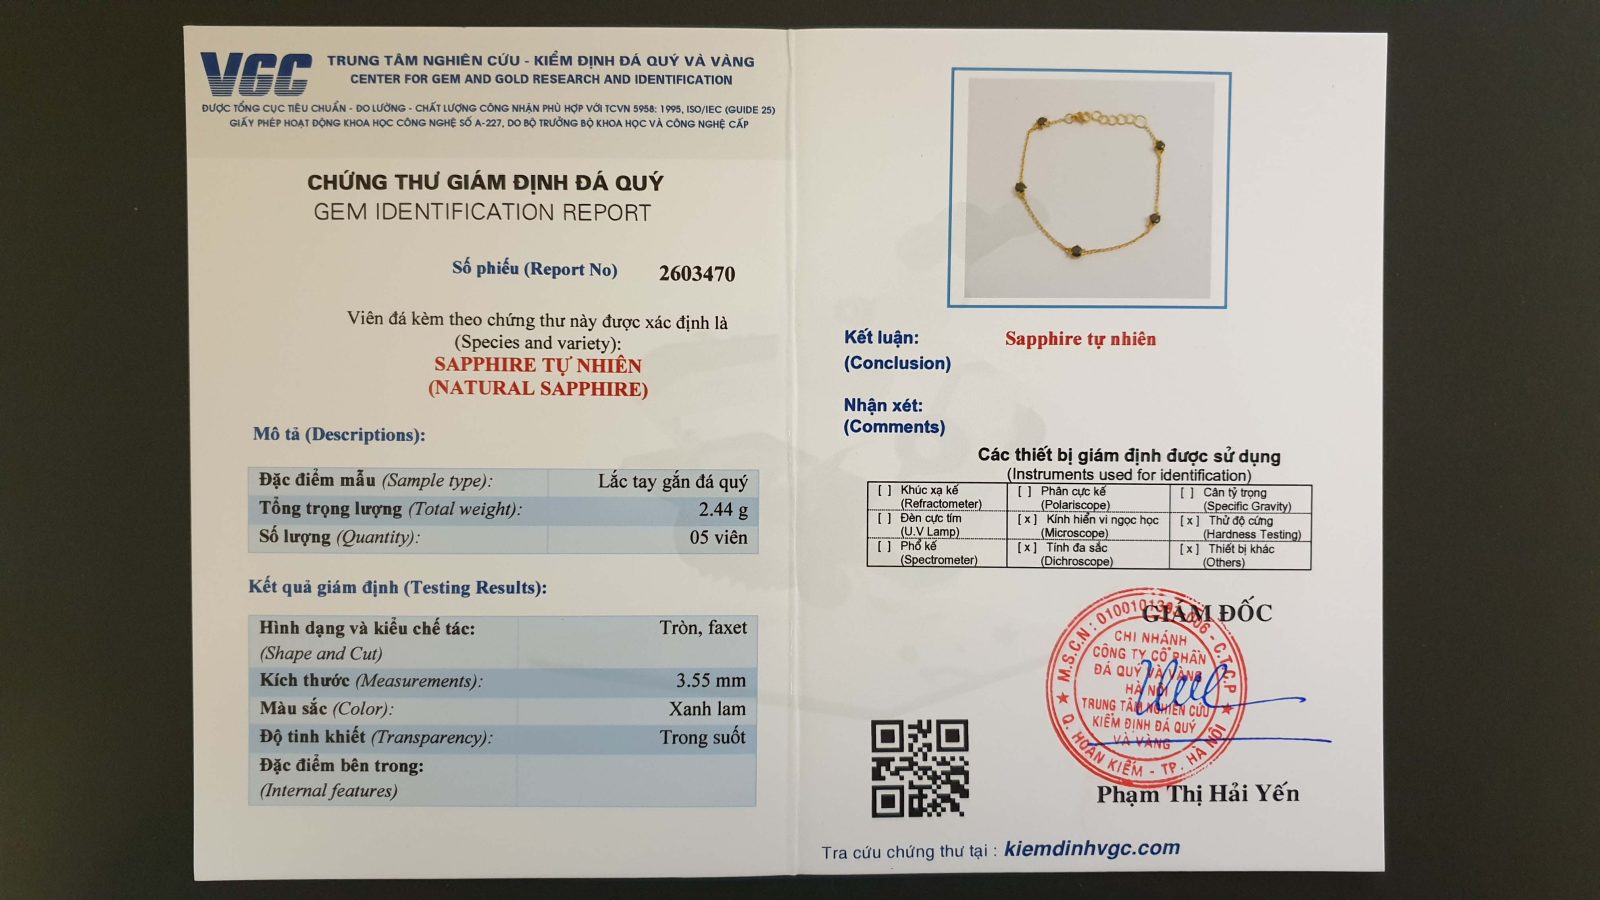 VGC
TRUNG TÂM NGHIÊN CỨU - KIỂM ĐỊNH ĐÁ QUÝ VÀ VÀNG
CENTER FOR GEM AND GOLD RESEARCH AND IDENTIFICATION
ĐƯỢC TỔNG CỤC TIÊU CHUẨN - ĐO LƯỜNG - CHẤT LƯỢNG CÔNG NHẬN PHÙ HỢP VỚI TCVN 5958: 1995, ISO/IEC (GUIDE 25)
GIẤY PHÉP HOẠT ĐỘNG KHOA HỌC CÔNG NGHỆ SỐ A-227, DO BỘ TRƯỞNG BỘ KHOA HỌC VÀ CÔNG NGHỆ CẤP
CHỨNG THƯ GIÁM ĐỊNH ĐÁ QUÝ
GEM IDENTIFICATION REPORT
Số phiếu (Report No) 2603470
Viên đá kèm theo chứng thư này được xác định là
(Species and variety):
SAPPHIRE TỰ NHIÊN
(NATURAL SAPPHIRE)
Mô tả (Descriptions):
Đặc điểm mẫu (Sample type): Lắc tay gắn đá quý
Tổng trọng lượng (Total weight): 2.44 g
Số lượng (Quantity): 05 viên
Kết quả giám định (Testing Results):
Hình dạng và kiểu chế tác: Tròn, faxet
(Shape and Cut)
Kích thước (Measurements): 3.55 mm
Màu sắc (Color): Xanh lam
Độ tinh khiết (Transparency): Trong suốt
Đặc điểm bên trong:
(Internal features)
Kết luận: Sapphire tự nhiên
(Conclusion)
Nhận xét:
(Comments)
Các thiết bị giám định được sử dụng
(Instruments used for identification)
[ ] Khúc xạ kế [ ] Phân cực kế [ ] Cân tỷ trọng
(Refractometer) (Polariscope) (Specific Gravity)
[ ] Đèn cực tím [x] Kính hiển vi ngọc học [x] Thử độ cứng
(U.V Lamp) (Microscope) (Hardness Testing)
[ ] Phổ kế [x] Tính đa sắc [x] Thiết bị khác
(Spectrometer) (Dichroscope) (Others)
GIÁM ĐỐC
CHI NHÁNH
CÔNG TY CỔ PHẦN
ĐÁ QUÝ VÀ VÀNG
HÀ NỘI
TRUNG TÂM NGHIÊN CỨU
KIỂM ĐỊNH ĐÁ QUÝ
VÀ VÀNG
Q. HOÀN KIẾM - TP. HÀ NỘI
Phạm Thị Hải Yến
Tra cứu chứng thư tại : kiemdinhvgc.com